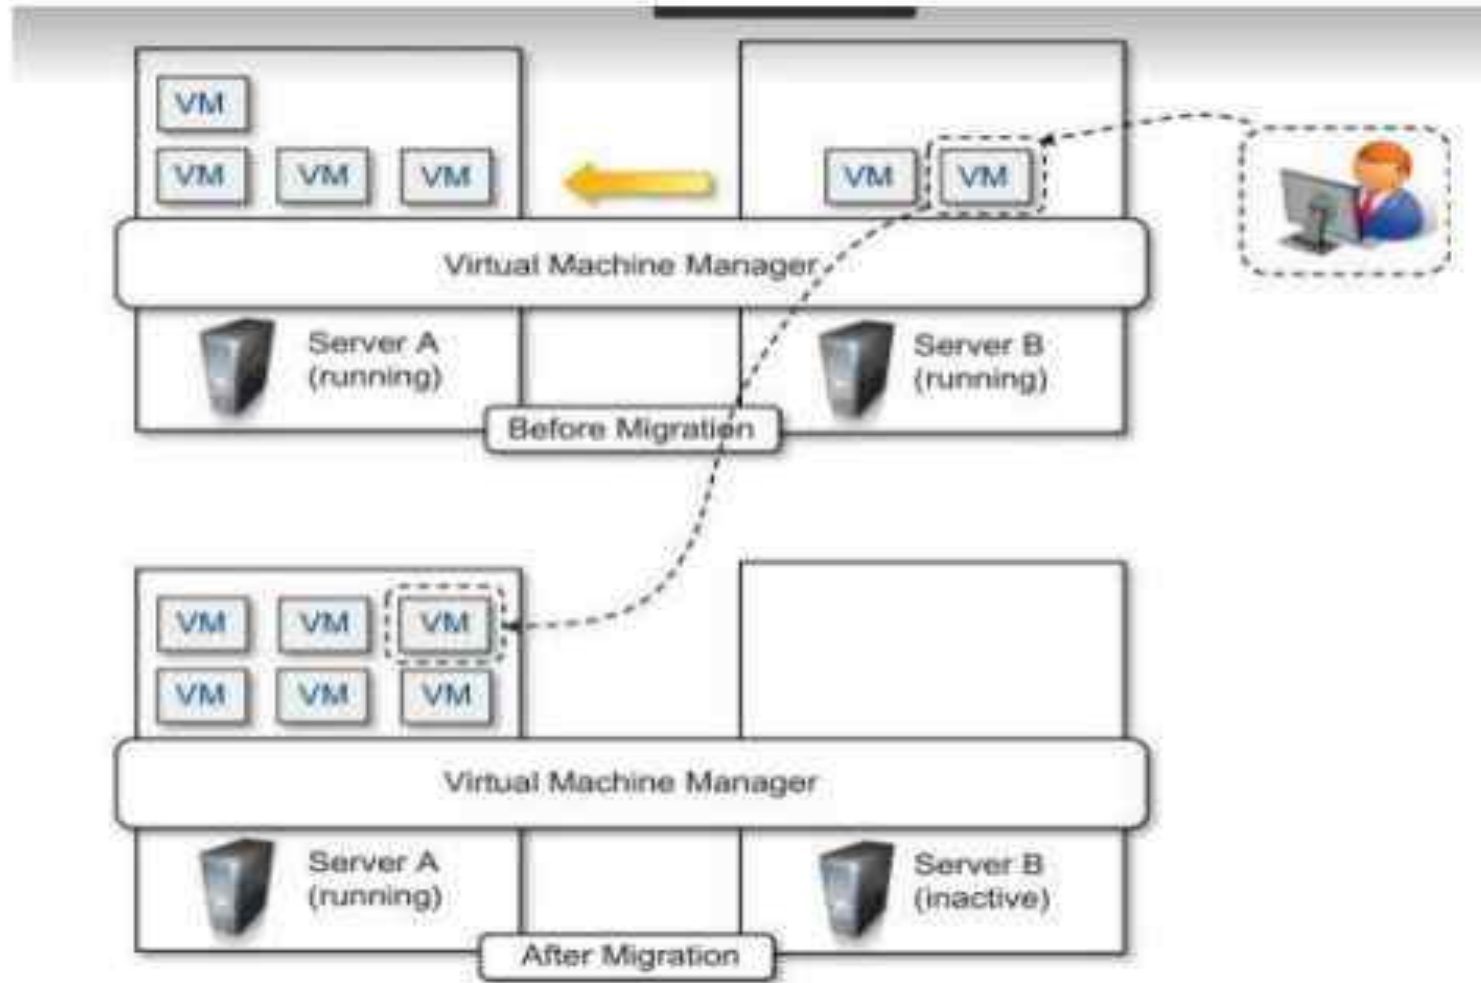 VM
VM VM VM VM VM
Virtual Machine Manager
Server A
(running)
Server B
(running)
Before Migration
VM VM VM
VM VM VM
Virtual Machine Manager
Server A
(running)
Server B
(inactive)
After Migration